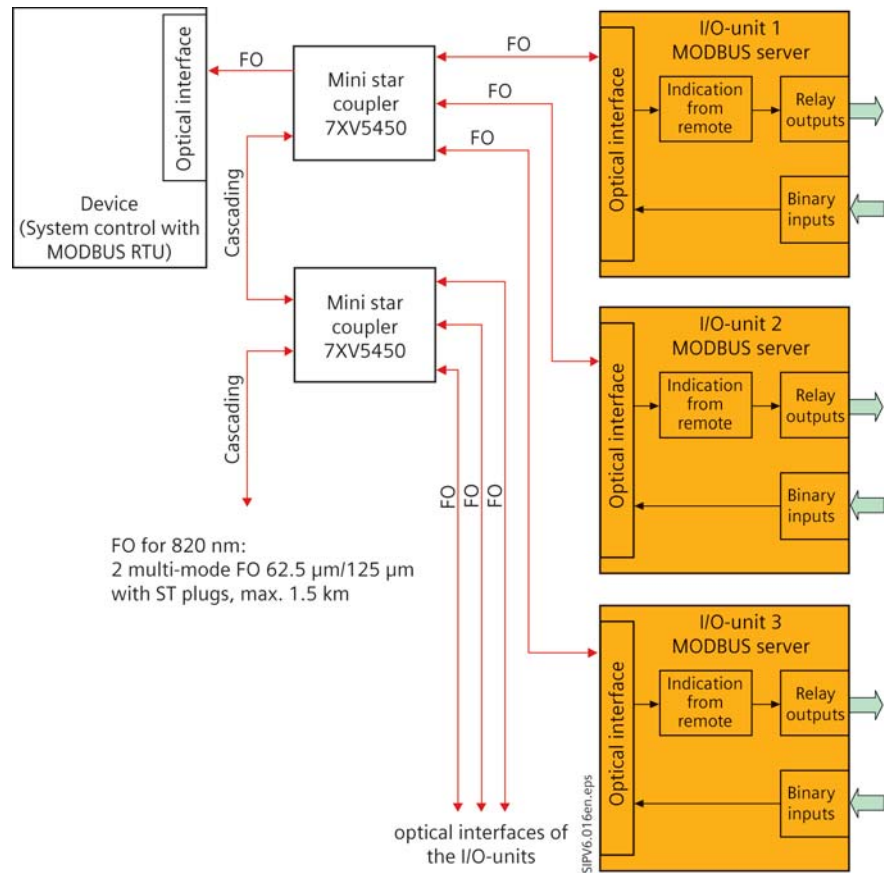 Device
(System control with
MODBUS RTU)
Optical interface
FO
Mini star
coupler
7XV5450
FO
FO
FO
Cascading
Mini star
coupler
7XV5450
Cascading
FO
FO
FO
FO for 820 nm:
2 multi-mode FO 62.5 µm/125 µm
with ST plugs, max. 1.5 km
optical interfaces of
the I/O-units
I/O-unit 1
MODBUS server
Optical interface
Indication
from
remote
Relay
outputs
Binary
inputs
I/O-unit 2
MODBUS server
Optical interface
Indication
from
remote
Relay
outputs
Binary
inputs
I/O-unit 3
MODBUS server
Optical interface
Indication
from
remote
Relay
outputs
Binary
inputs
SIPV6.016en.eps